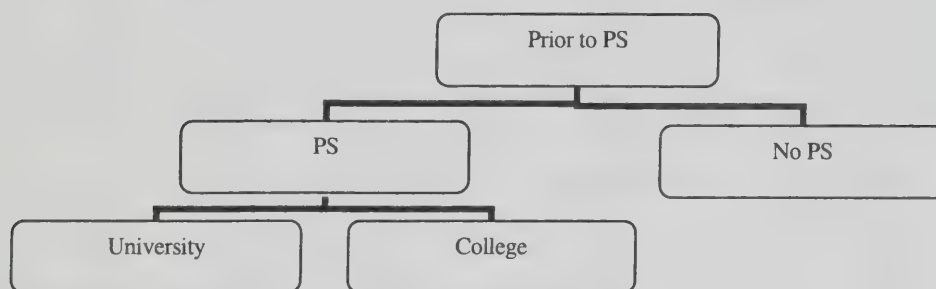 Prior to PS
PS
No PS
University
College